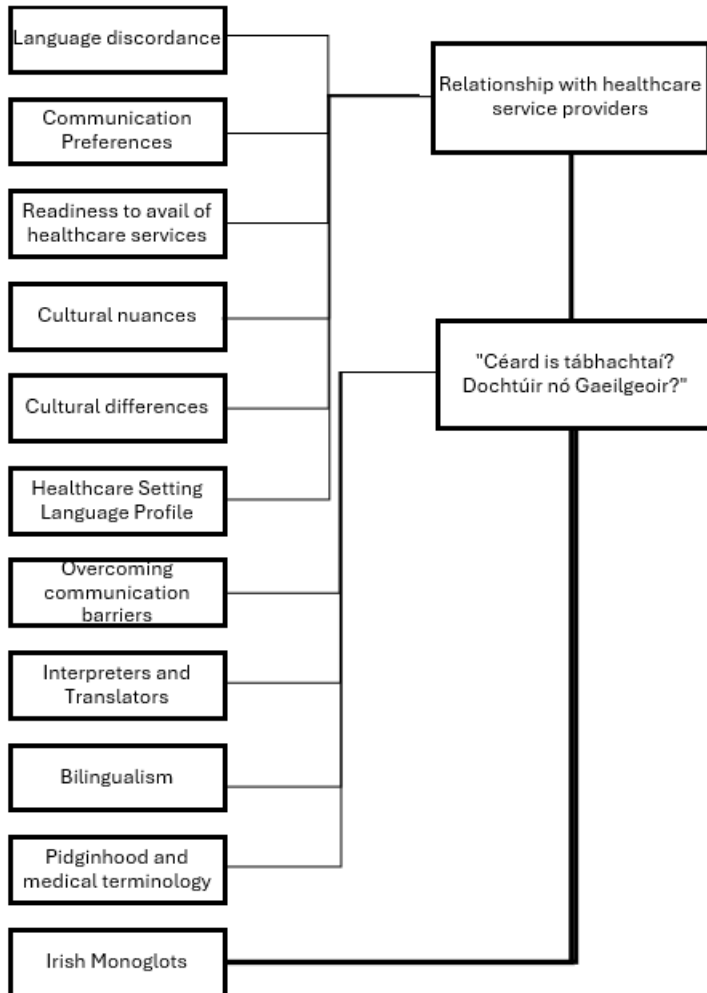 Language discordance
Communication
Preferences
Readiness to avail of
healthcare services
Cultural nuances
Cultural differences
Healthcare Setting
Language Profile
Overcoming
communication
barriers
Interpreters and
Translators
Bilingualism
Pidginhood and
medical terminology
Irish Monoglots
Relationship with healthcare
service providers
"Céard is tábhachtaí?
Dochtúir nó Gaeilgeoir?"